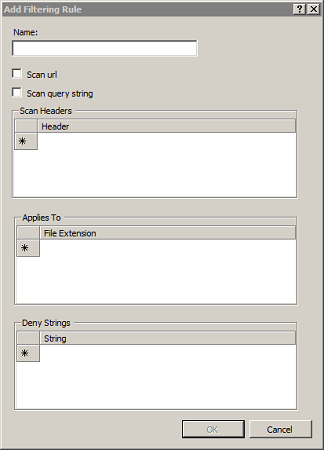 Add Filtering Rule
Name:
Scan url
Scan query string
Scan Headers
Header
Applies To
File Extension
Deny Strings
String
OK
Cancel